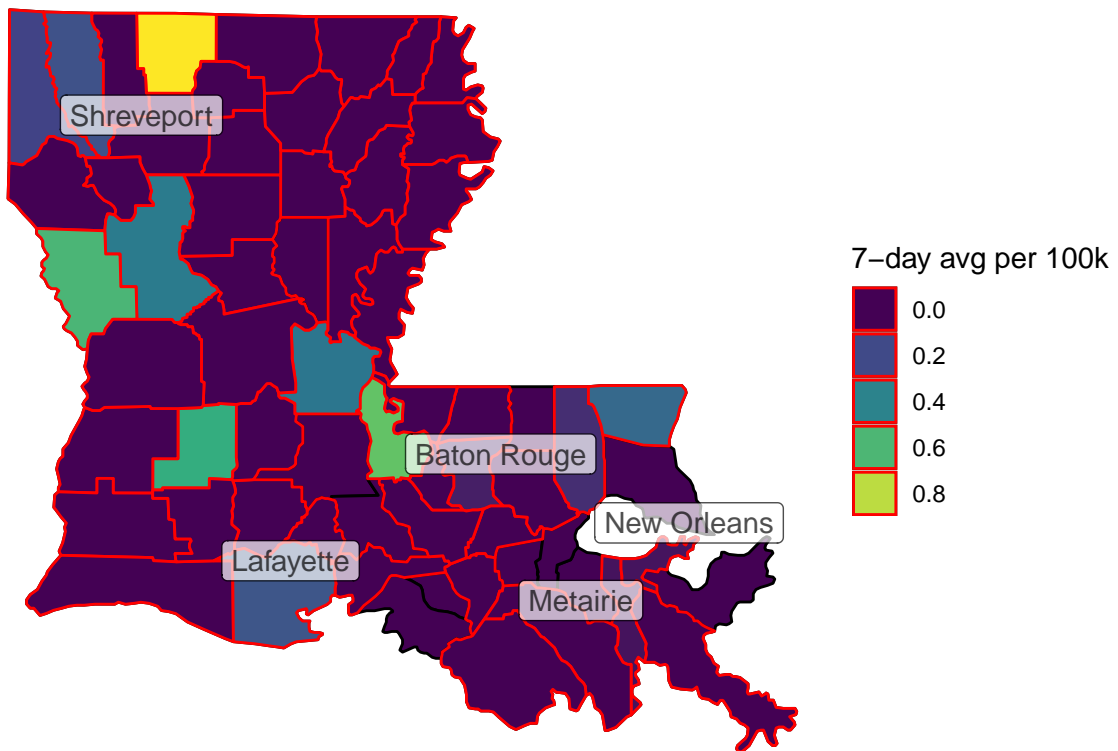 Shreveport
7−day avg per 100k
0.0
0.2
0.4
0.6
0.8
Baton Rouge
New Orleans
Lafayette
Metairie